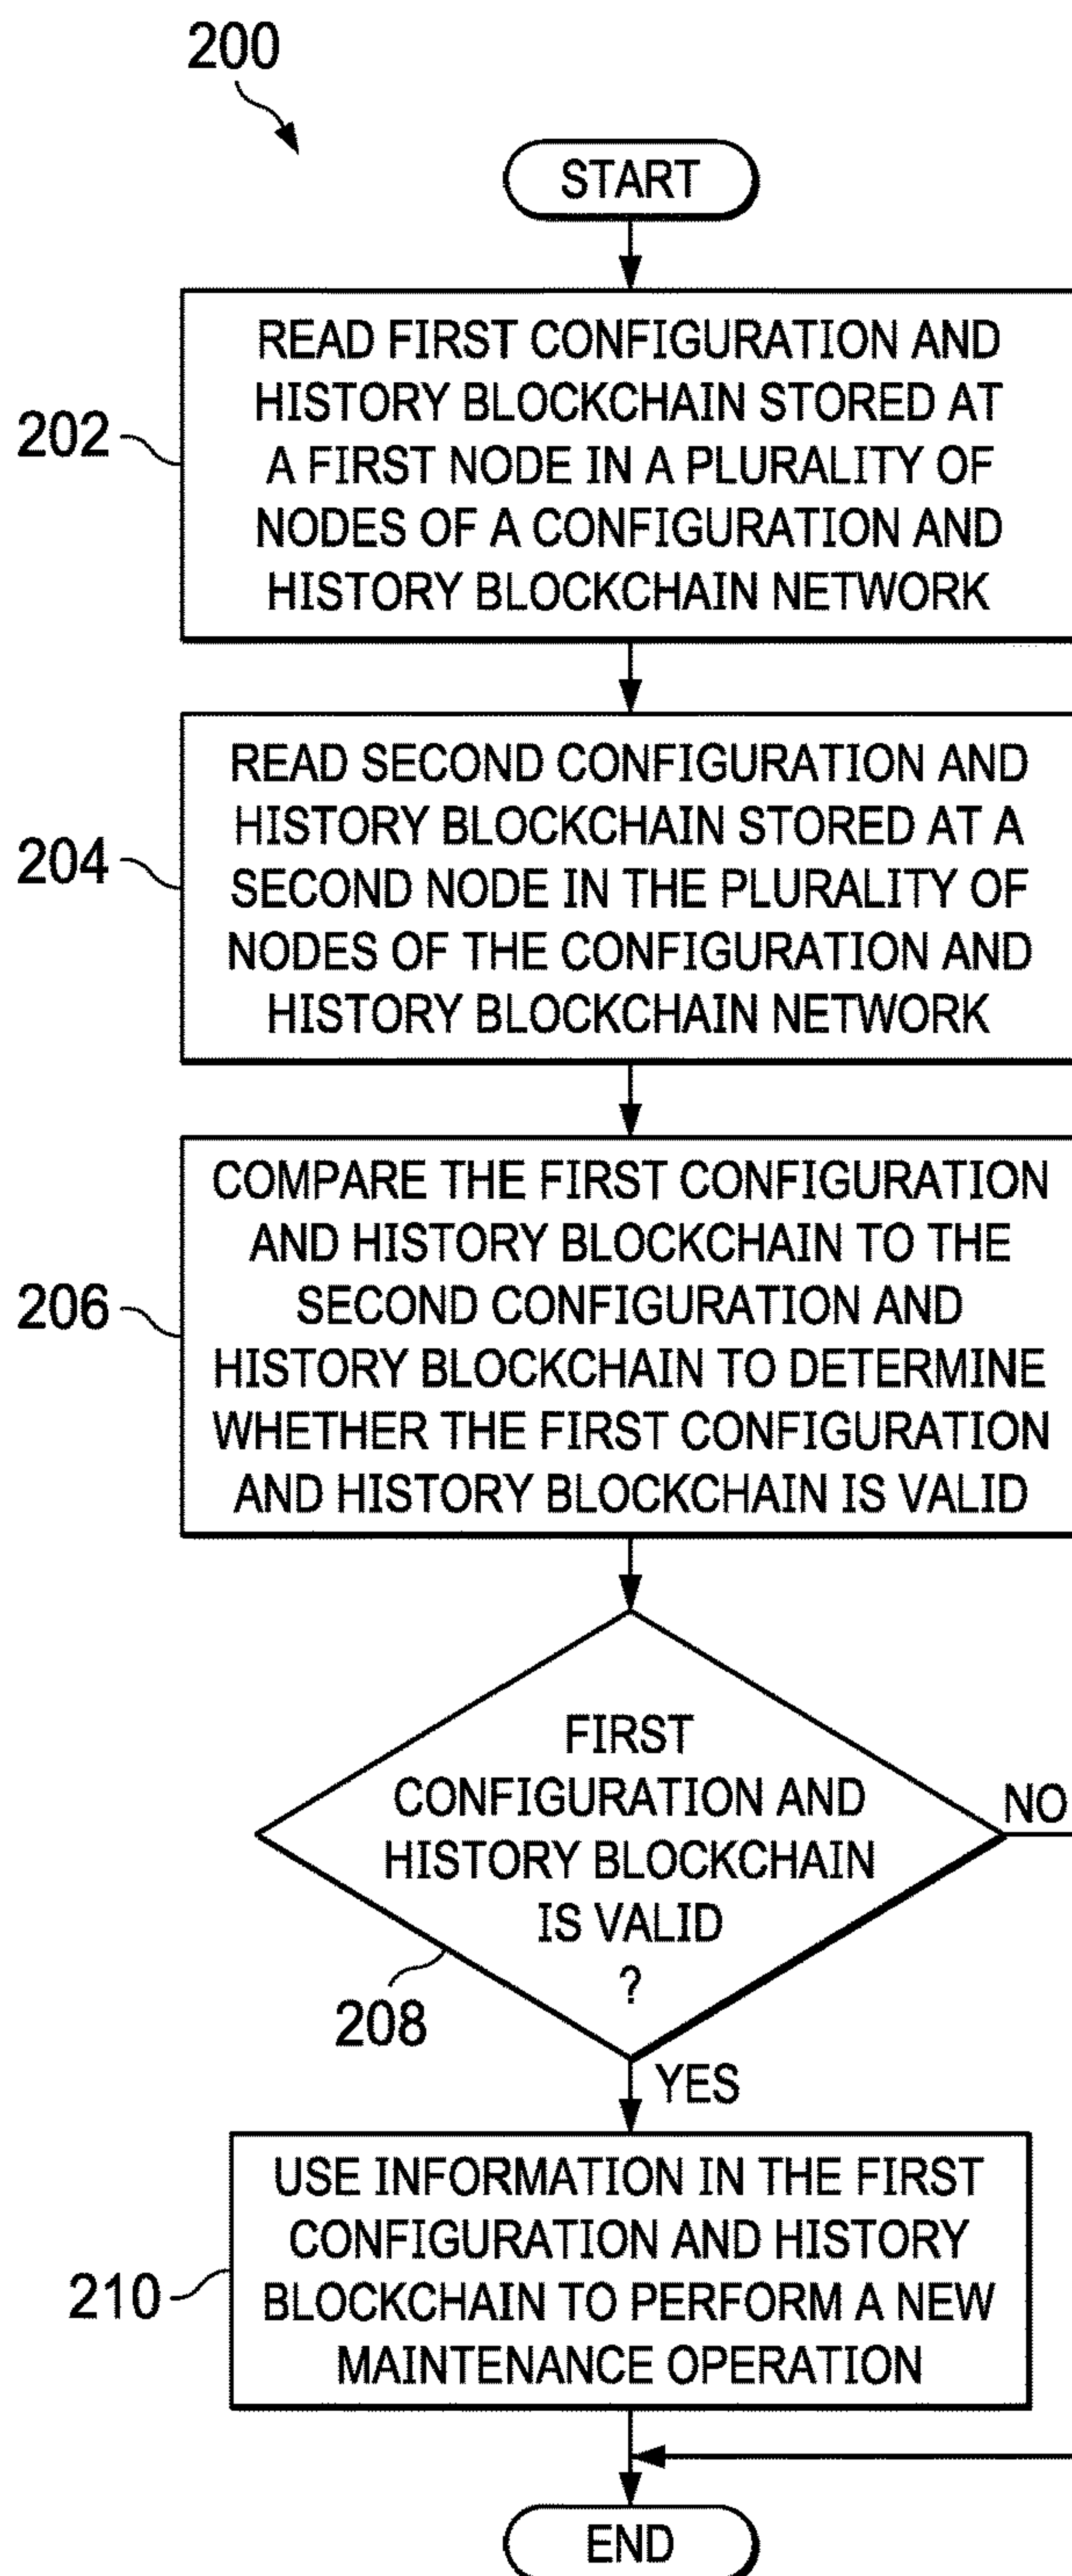 200
START
READ FIRST CONFIGURATION AND
HISTORY BLOCKCHAIN STORED AT
A FIRST NODE IN A PLURALITY OF
NODES OF A CONFIGURATION AND
HISTORY BLOCKCHAIN NETWORK
202
READ SECOND CONFIGURATION AND
HISTORY BLOCKCHAIN STORED AT A
SECOND NODE IN THE PLURALITY OF
NODES OF THE CONFIGURATION AND
HISTORY BLOCKCHAIN NETWORK
204
COMPARE THE FIRST CONFIGURATION
AND HISTORY BLOCKCHAIN TO THE
SECOND CONFIGURATION AND
HISTORY BLOCKCHAIN TO DETERMINE
WHETHER THE FIRST CONFIGURATION
AND HISTORY BLOCKCHAIN IS VALID
206
FIRST
CONFIGURATION AND
HISTORY BLOCKCHAIN
IS VALID
?
NO
208
YES
USE INFORMATION IN THE FIRST
CONFIGURATION AND HISTORY
BLOCKCHAIN TO PERFORM A NEW
MAINTENANCE OPERATION
210
END